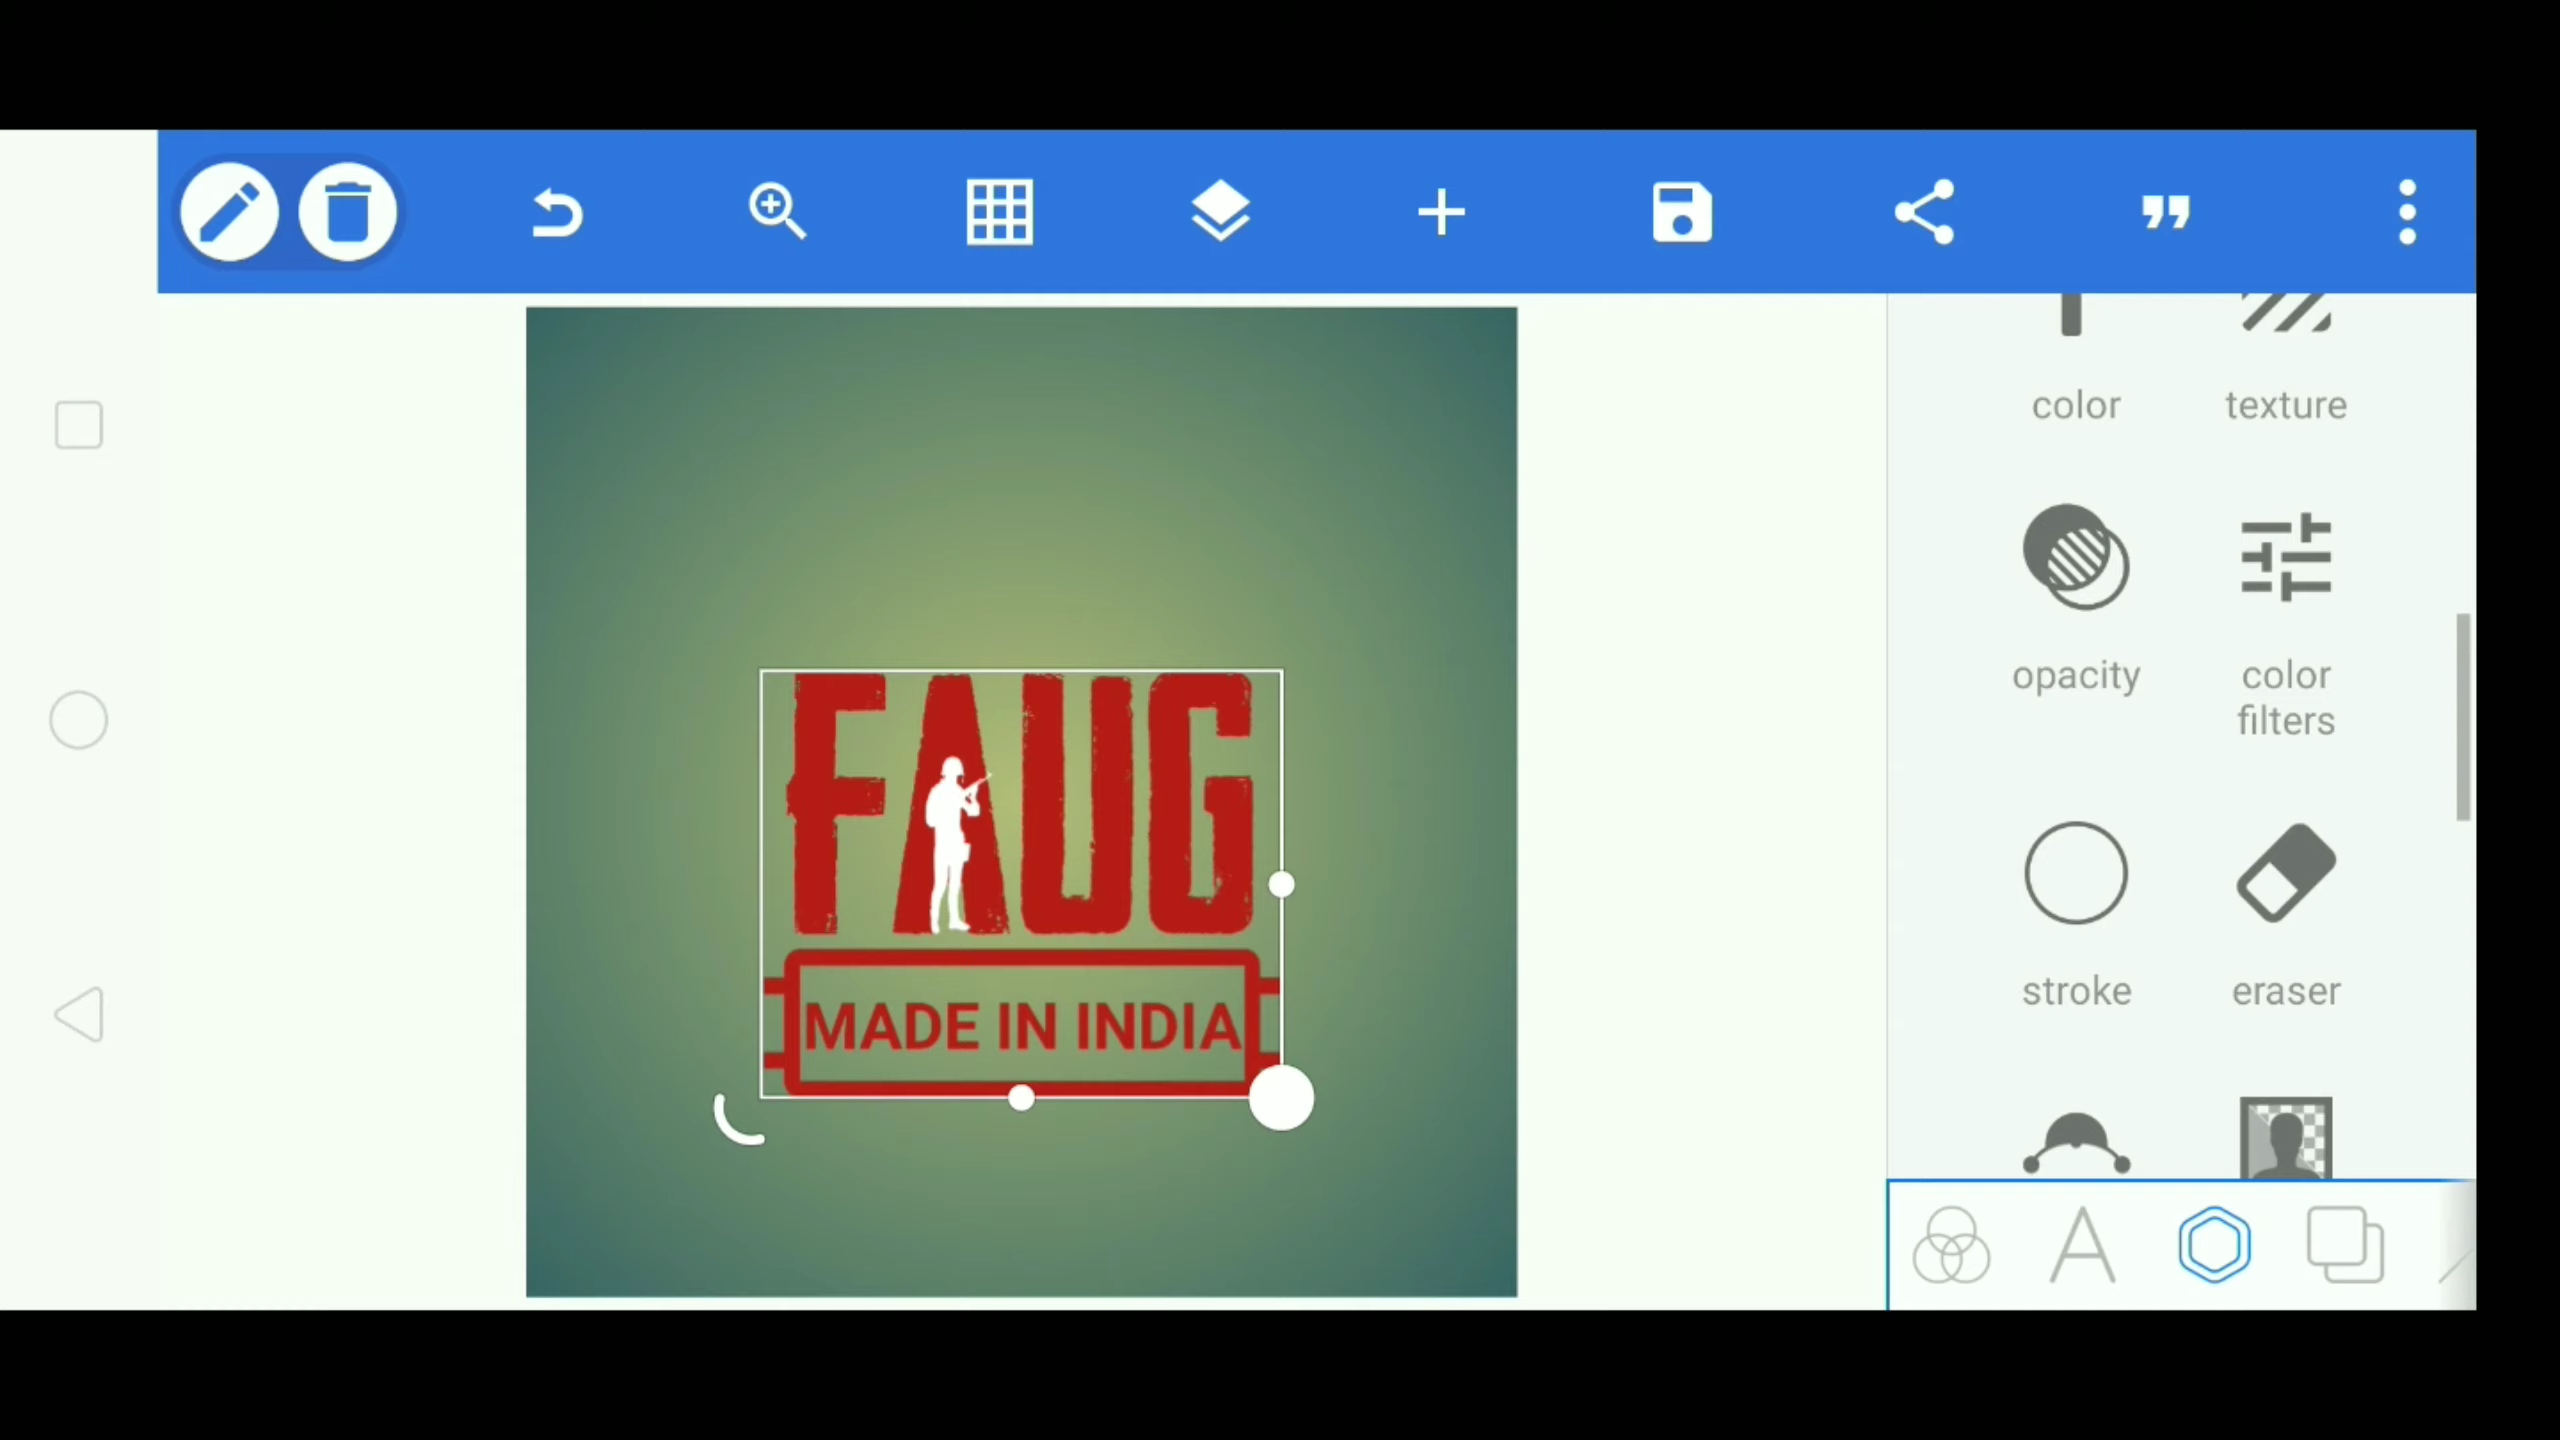 color
texture
opacity
color
filters
stroke
eraser
FAUG
MADE IN INDIA